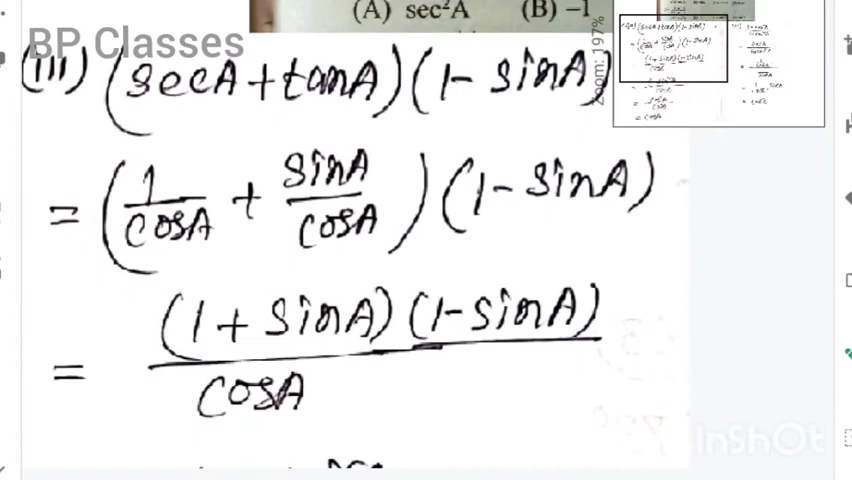 (A) sec²A (B) −1
BP Classes
(iii) (secA + tanA)(1 - sinA)
= (1/cosA + sinA/cosA)(1 - sinA)
= (1 + sinA)(1 - sinA)/cosA
Zoom: 197%
InShOt